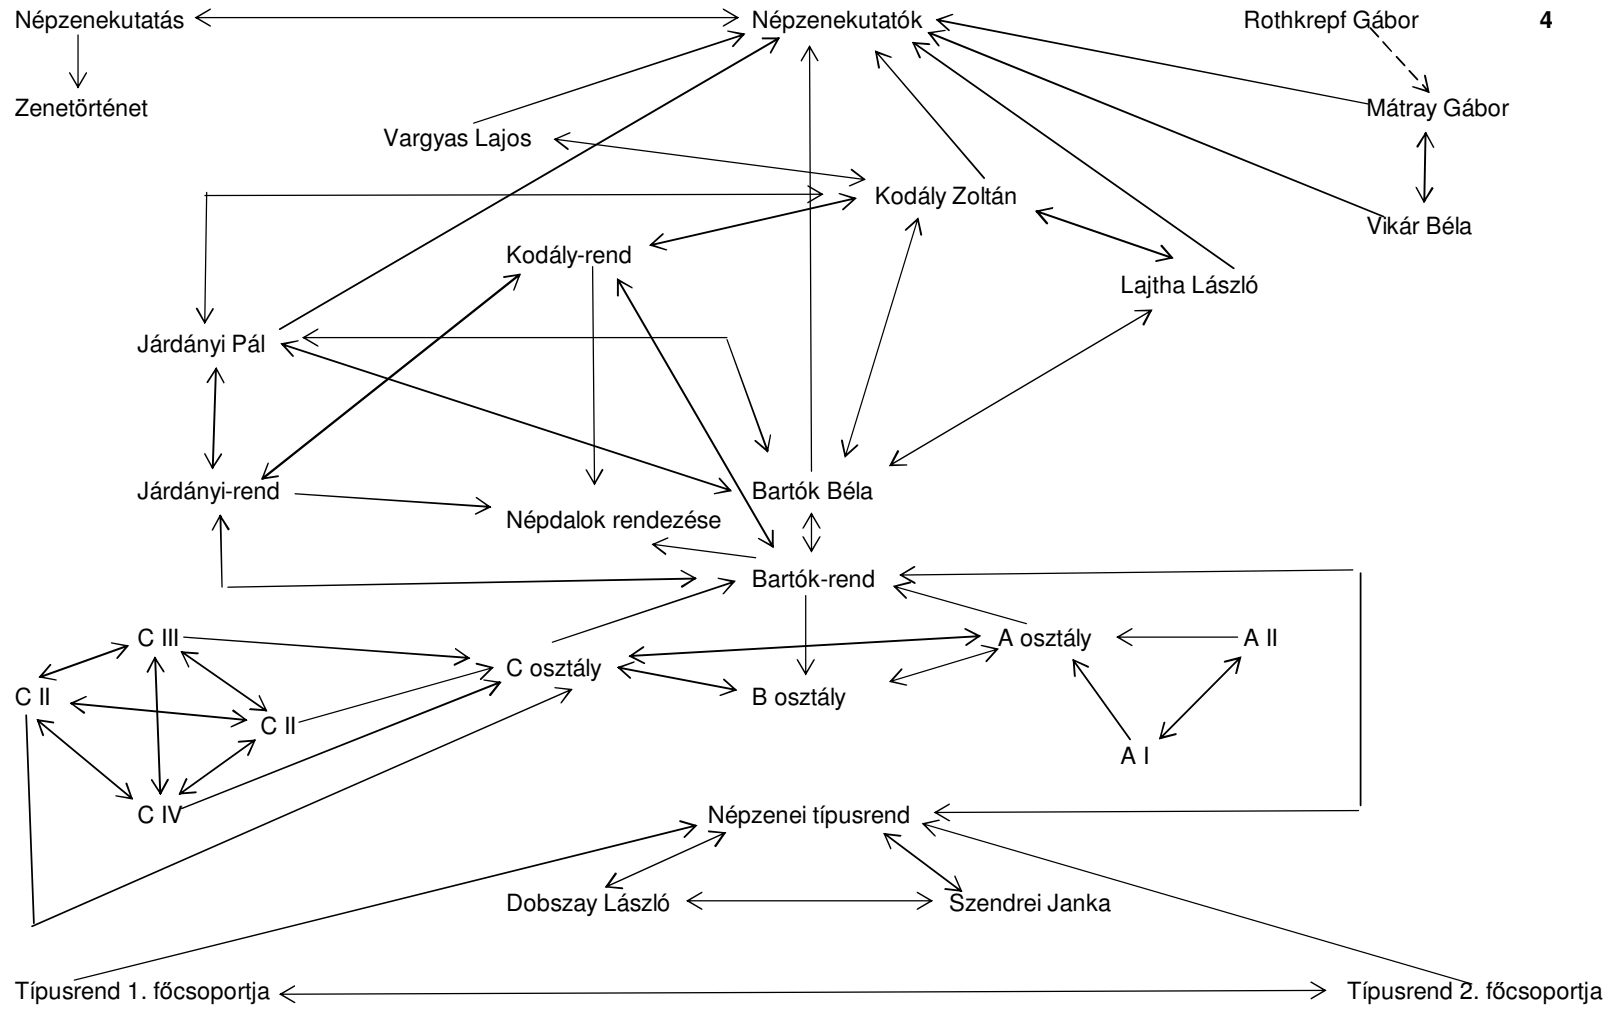 Népzenekutatás
Népzenekutatók
Rothkrepf Gábor
4
Zenetörténet
Mátray Gábor
Vargyas Lajos
Kodály Zoltán
Vikár Béla
Kodály-rend
Lajtha László
Járdányi Pál
Járdányi-rend
Bartók Béla
Népdalok rendezése
Bartók-rend
C III
A osztály
A II
C osztály
C II
B osztály
C II
A I
C IV
Népzenei típusrend
Dobszay László
Szendrei Janka
Típusrend 1. főcsoportja
Típusrend 2. főcsoportja